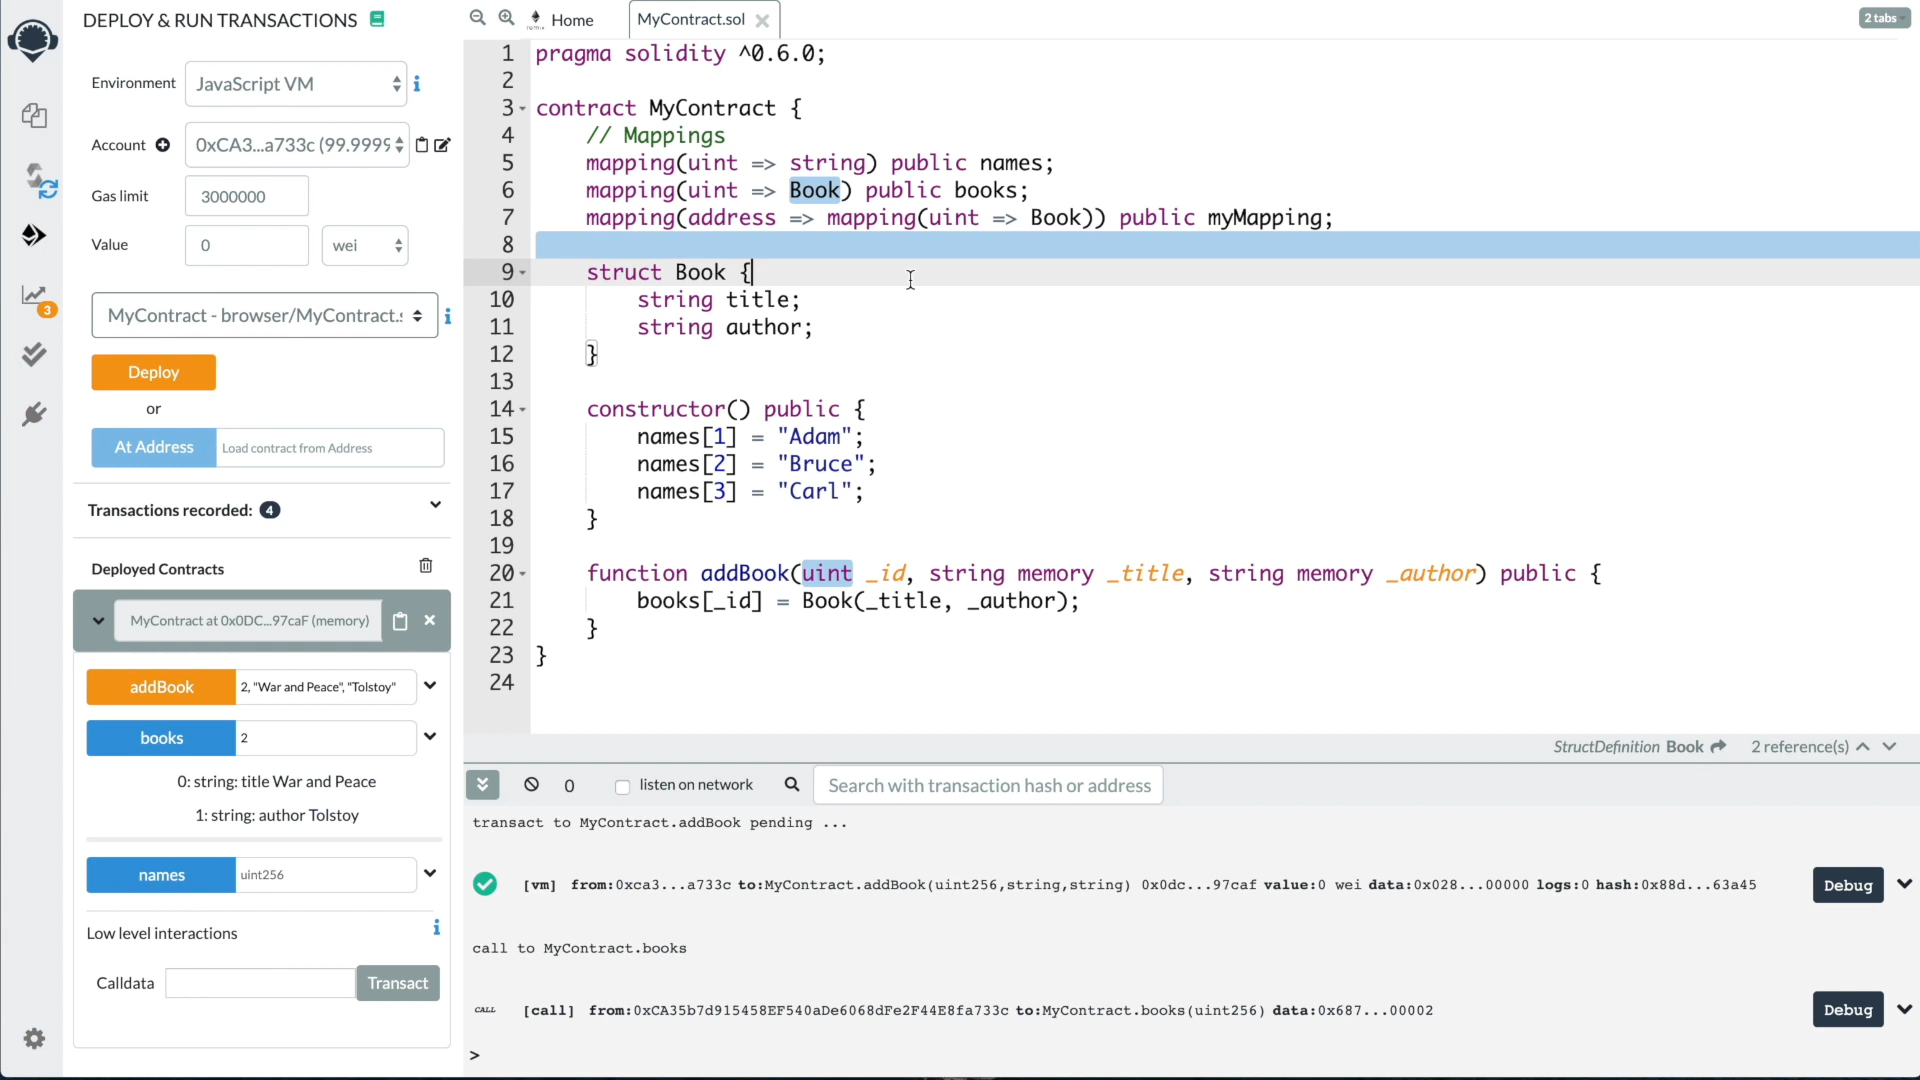 DEPLOY & RUN TRANSACTIONS
Environment
JavaScript VM
Account
0xCA3...a733c (99.9999
Gas limit
3000000
Value
0
wei
MyContract - browser/MyContract.s
Deploy
or
At Address
Load contract from Address
Transactions recorded: 4
Deployed Contracts
MyContract at 0x0DC...97caF (memory)
addBook
2, "War and Peace", "Tolstoy"
books
2
0: string: title War and Peace
1: string: author Tolstoy
names
uint256
Low level interactions
Calldata
Transact
3
Home
MyContract.sol
2 tabs
1 pragma solidity ^0.6.0;
2
3 contract MyContract {
4 // Mappings
5 mapping(uint => string) public names;
6 mapping(uint => Book) public books;
7 mapping(address => mapping(uint => Book)) public myMapping;
8
9 struct Book {
10 string title;
11 string author;
12 }
13
14 constructor() public {
15 names[1] = "Adam";
16 names[2] = "Bruce";
17 names[3] = "Carl";
18 }
19
20 function addBook(uint _id, string memory _title, string memory _author) public {
21 books[_id] = Book(_title, _author);
22 }
23 }
24
StructDefinition Book 2 reference(s)
0
listen on network
Search with transaction hash or address
transact to MyContract.addBook pending ...
[vm] from:0xca3...a733c to:MyContract.addBook(uint256,string,string) 0x0dc...97caf value:0 wei data:0x028...00000 logs:0 hash:0x88d...63a45
Debug
call to MyContract.books
CALL [call] from:0xCA35b7d915458EF540aDe6068dFe2F44E8fa733c to:MyContract.books(uint256) data:0x687...00002
Debug
>